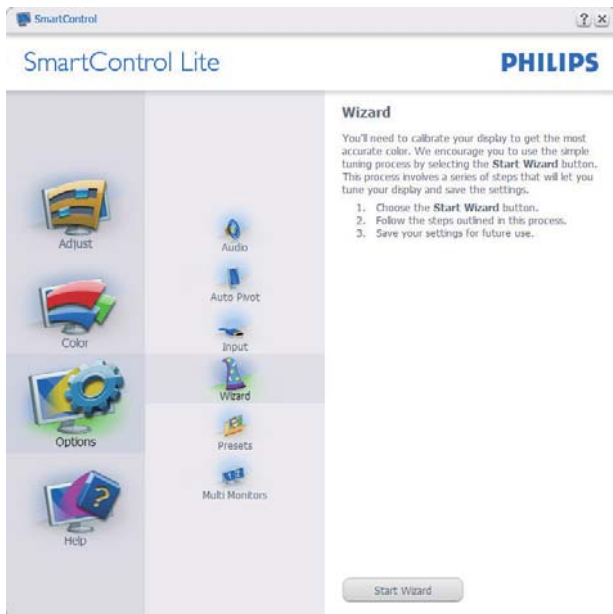 SmartControl
? x
SmartControl Lite
PHILIPS
Adjust
Color
Options
Help
Audio
Auto Pivot
Input
Wizard
Presets
Multi Monitors
Wizard
You'll need to calibrate your display to get the most
accurate color. We encourage you to use the simple
tuning process by selecting the Start Wizard button.
This process involves a series of steps that will let you
tune your display and save the settings.
1. Choose the Start Wizard button.
2. Follow the steps outlined in this process.
3. Save your settings for future use.
Start Wizard